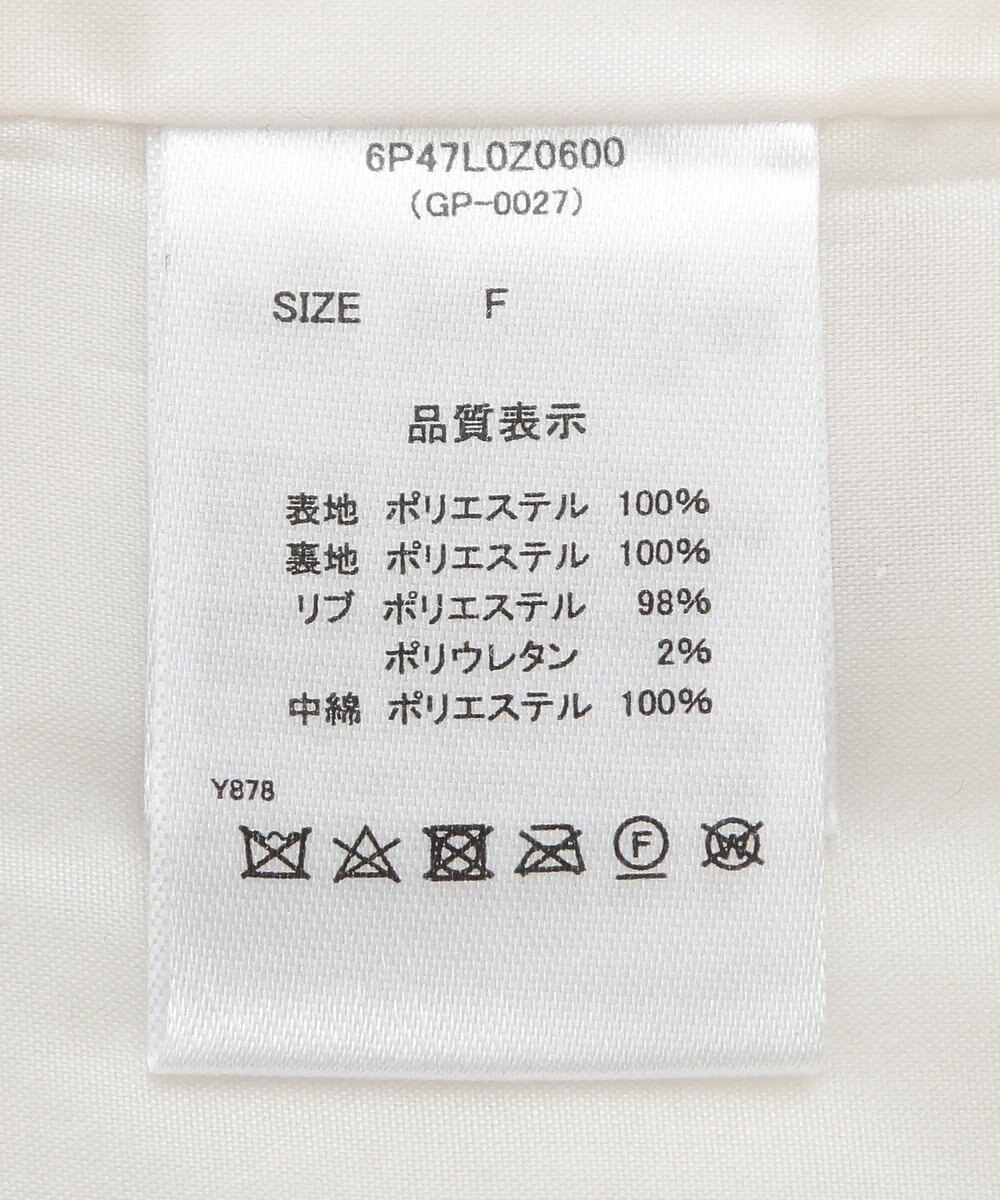 6P47L0Z0600
(GP-0027)
SIZE F
品質表示
表地 ポリエステル 100%
裏地 ポリエステル 100%
リブ ポリエステル 98%
ポリウレタン 2%
中綿 ポリエステル 100%
Y878
F W